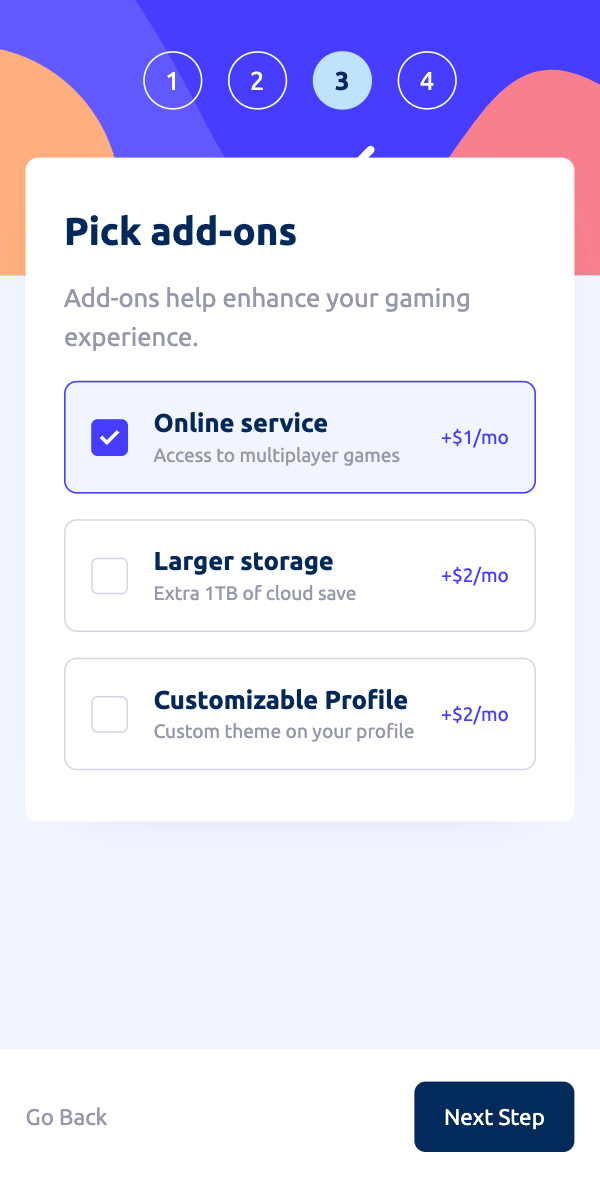 1 2 3 4
Pick add-ons
Add-ons help enhance your gaming
experience.
Online service
Access to multiplayer games
+$1/mo
Larger storage
Extra 1TB of cloud save
+$2/mo
Customizable Profile
Custom theme on your profile
+$2/mo
Go Back
Next Step